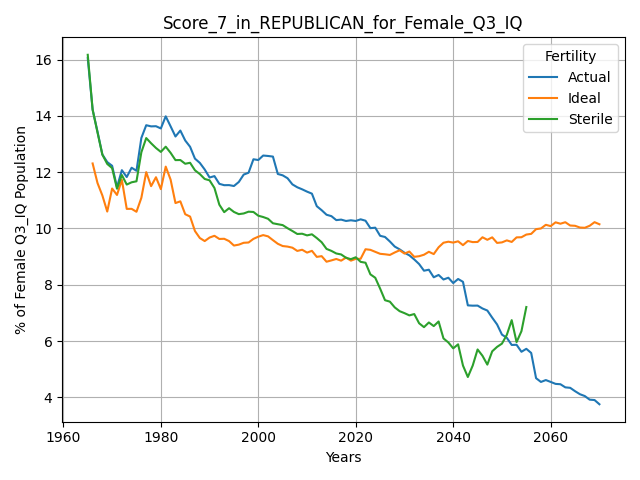 Score_7_in_REPUBLICAN_for_Female_Q3_IQ
% of Female Q3_IQ Population
16
14
12
10
8
6
4
Fertility
Actual
Ideal
Sterile
1960
1980
2000
2020
2040
2060
Years